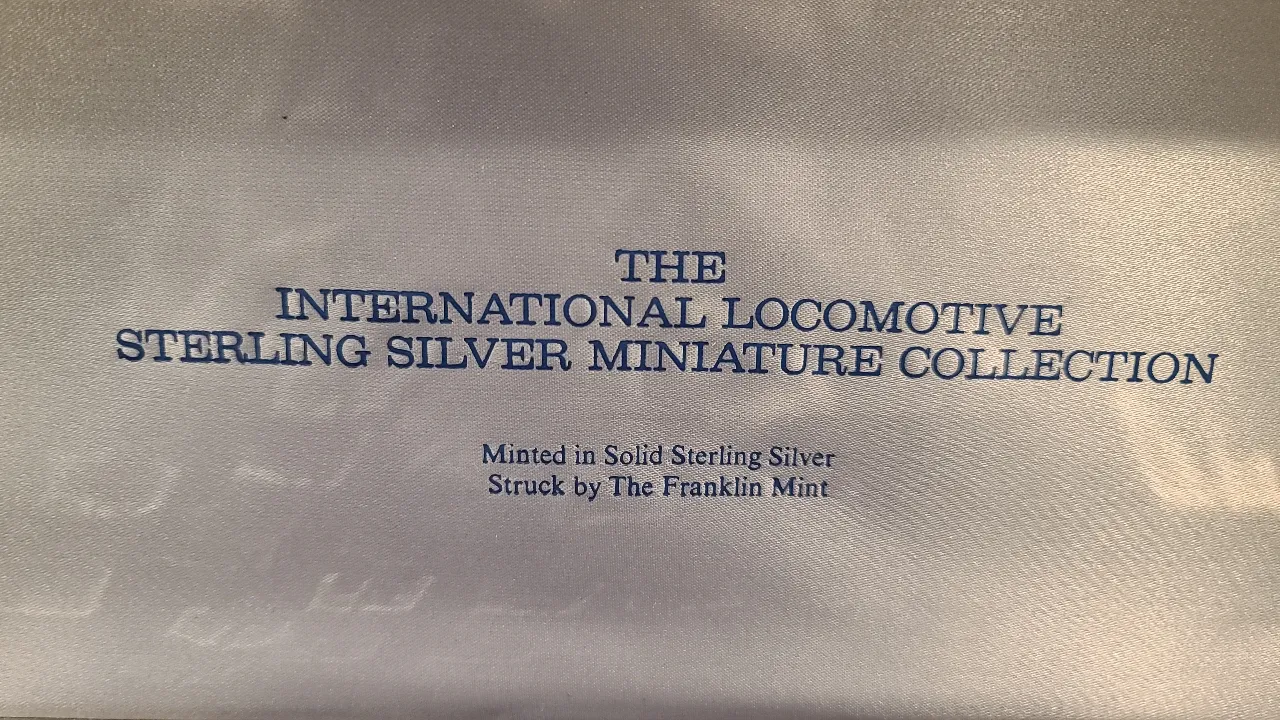 THE
INTERNATIONAL LOCOMOTIVE
STERLING SILVER MINIATURE COLLECTION
Minted in Solid Sterling Silver
Struck by The Franklin Mint